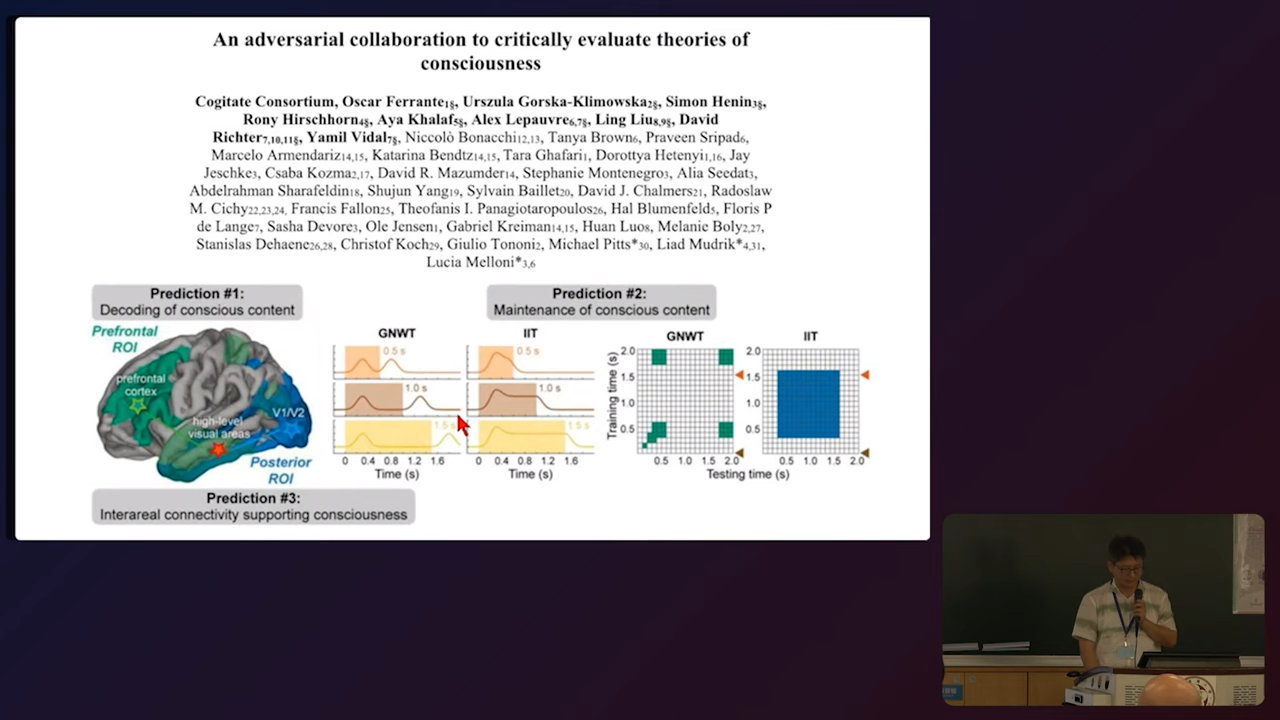 An adversarial collaboration to critically evaluate theories of
consciousness
Cogitate Consortium, Oscar Ferrante1§, Urszula Gorska-Klimowska2§, Simon Henin3§,
Rony Hirschhorn4§, Aya Khalaf5§, Alex Lepauvre6,7§, Ling Liu8,9§, David
Richter7,10,11§, Yamil Vidal7§, Niccolò Bonacchi12,13, Tanya Brown6, Praveen Sripad6,
Marcelo Armendariz14,15, Katarina Bendtz14,15, Tara Ghafari1, Dorottya Hetenyi1,16, Jay
Jeschke3, Csaba Kozma2,17, David R. Mazumder14, Stephanie Montenegro3, Alia Seedat3,
Abdelrahman Sharafeldin18, Shujun Yang19, Sylvain Baillet20, David J. Chalmers21, Radoslaw
M. Cichy22,23,24, Francis Fallon25, Theofanis I. Panagiotaropoulos26, Hal Blumenfeld5, Floris P
de Lange7, Sasha Devore3, Ole Jensen1, Gabriel Kreiman14,15, Huan Luo8, Melanie Boly2,27,
Stanislas Dehaene26,28, Christof Koch29, Giulio Tononi2, Michael Pitts*30, Liad Mudrik*4,31,
Lucia Melloni*3,6
Prediction #1:
Decoding of conscious content
Prefrontal
ROI
prefrontal
cortex
high-level
visual areas
V1/V2
Posterior
ROI
Prediction #3:
Interareal connectivity supporting consciousness
Prediction #2:
Maintenance of conscious content
GNWT
0.5 s
1.0 s
1.5 s
0 0.4 0.8 1.2 1.6
Time (s)
IIT
0.5 s
1.0 s
1.5 s
0 0.4 0.8 1.2 1.6
Time (s)
GNWT
Training time (s)
2.0
1.5
1.0
0.5
0.5 1.0 1.5 2.0
IIT
2.0
1.5
1.0
0.5
0.5 1.0 1.5 2.0
Testing time (s)